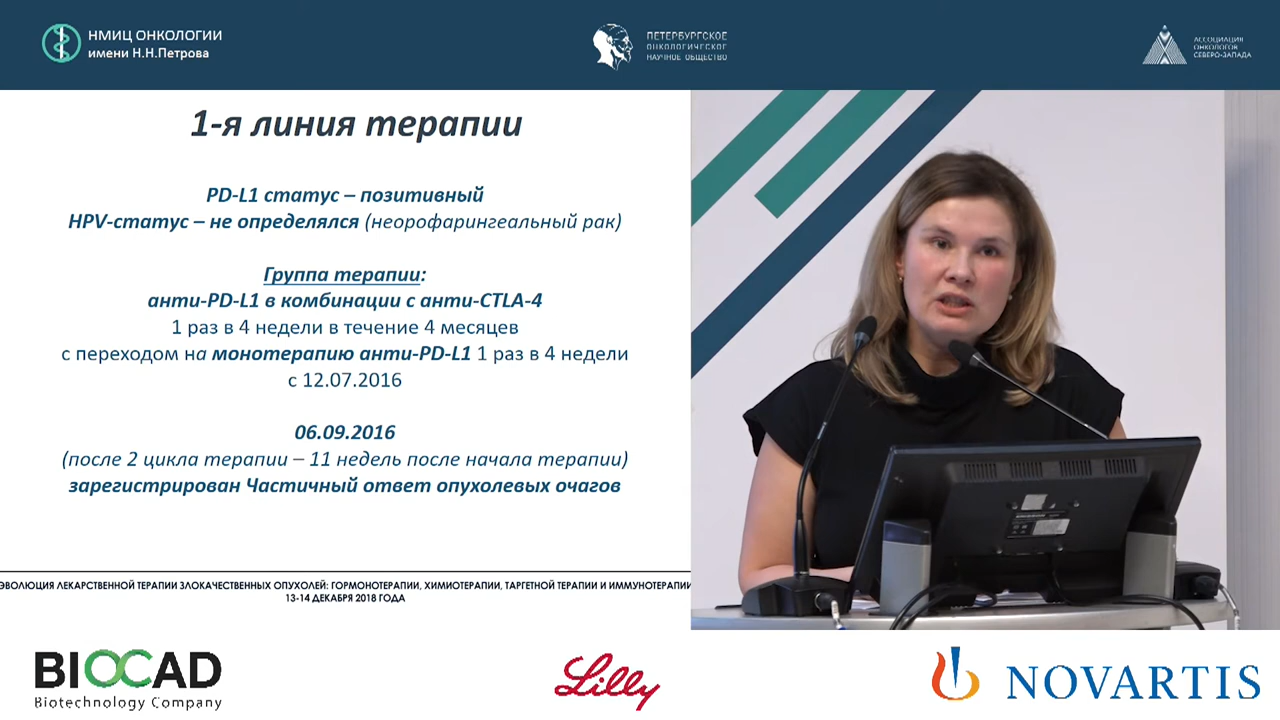 НМИЦ ОНКОЛОГИИ
имени Н.Н.Петрова
ПЕТЕРБУРГСКОЕ
ОНКОЛОГИЧЕСКОЕ
НАУЧНОЕ ОБЩЕСТВО
АССОЦИАЦИЯ
ОНКОЛОГОВ
СЕВЕРО-ЗАПАДА
1-я линия терапии
PD-L1 статус – позитивный
HPV-статус – не определялся (неорофарингеальный рак)
Группа терапии:
анти-PD-L1 в комбинации с анти-CTLA-4
1 раз в 4 недели в течение 4 месяцев
с переходом на монотерапию анти-PD-L1 1 раз в 4 недели
с 12.07.2016
06.09.2016
(после 2 цикла терапии – 11 недель после начала терапии)
зарегистрирован Частичный ответ опухолевых очагов
ЭВОЛЮЦИЯ ЛЕКАРСТВЕННОЙ ТЕРАПИИ ЗЛОКАЧЕСТВЕННЫХ ОПУХОЛЕЙ: ГОРМОНОТЕРАПИИ, ХИМИОТЕРАПИИ, ТАРГЕТНОЙ ТЕРАПИИ И ИММУНОТЕРАПИИ
13-14 ДЕКАБРЯ 2018 ГОДА
BIOCAD
Biotechnology Company
Lilly
NOVARTIS